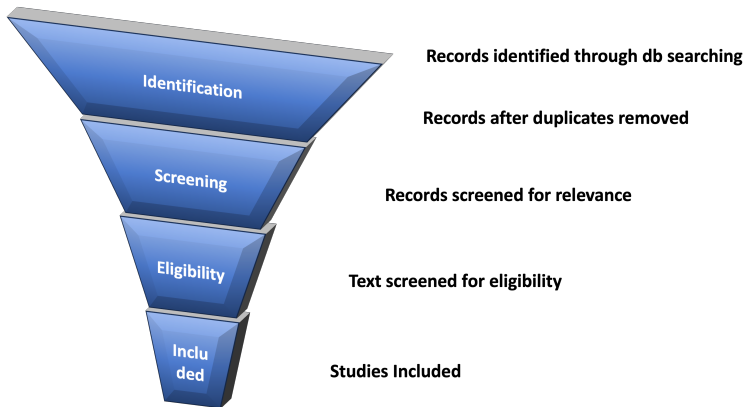 Identification
Records identified through db searching
Records after duplicates removed
Screening
Records screened for relevance
Eligibility
Text screened for eligibility
Inclu
ded
Studies Included